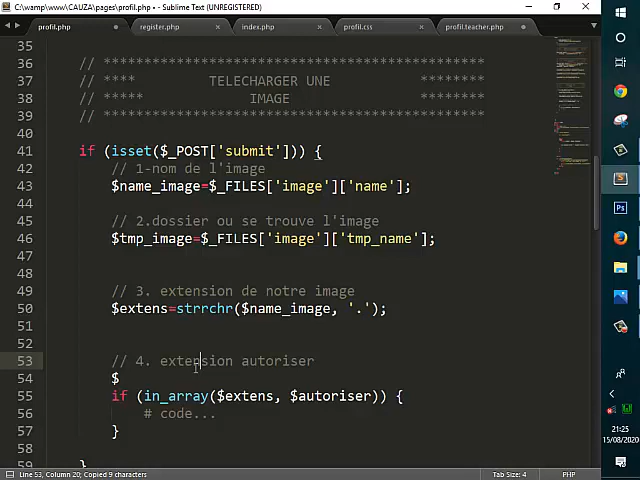 C:\wamp\www\CAUZA\pages\profil.php • - Sublime Text (UNREGISTERED)
profil.php
register.php
index.php
profil.css
profil.teacher.php
35
36 // ***********************************************
37 // **** TELECHARGER UNE ********
38 // ***** IMAGE ********
39 // ***********************************************
40
41 if (isset($_POST['submit'])) {
42 // 1-nom de l'image
43 $name_image=$_FILES['image']['name'];
44
45 // 2.dossier ou se trouve l'image
46 $tmp_image=$_FILES['image']['tmp_name'];
47
48
49 // 3. extension de notre image
50 $extens=strrchr($name_image, '.');
51
52
53 // 4. extension autoriser
54 $
55 if (in_array($extens, $autoriser)) {
56 # code...
57 }
58
59 }
Line 53, Column 20; Copied 9 characters
Tab Size: 4
PHP
Ps
21:25
15/08/2020